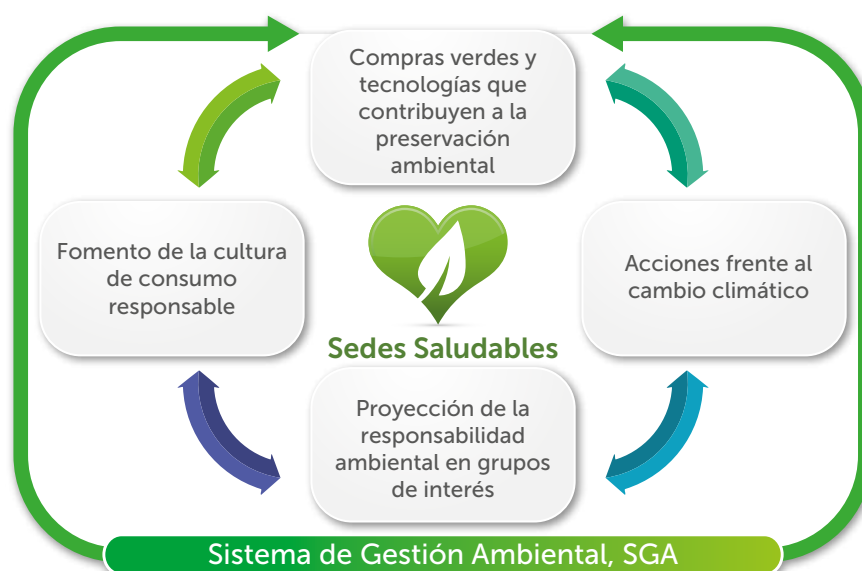 Compras verdes y
tecnologías que
contribuyen a la
preservación
ambiental
Fomento de la cultura
de consumo
responsable
Acciones frente al
cambio climático
Sedes Saludables
Proyección de la
responsabilidad
ambiental en grupos
de interés
Sistema de Gestión Ambiental, SGA